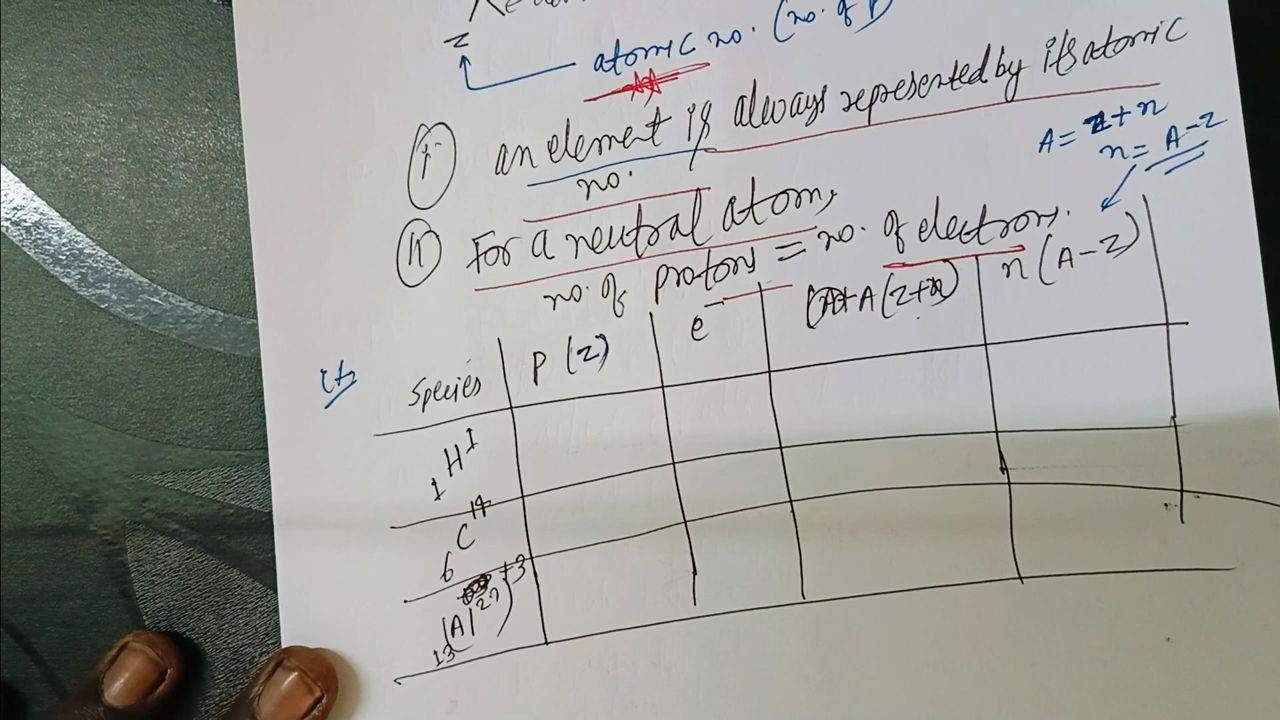 Z
atomic no. (no. of p)
(i) an element is always represented by its atomic
no.
A = Z + n
n = A - Z
(ii) For a neutral atom,
no. of protons = no. of electrons.
Ex
Species P (Z) e⁻ A (Z+n) n (A-Z)
₁H¹
₆C¹⁴
(₁₃Al²⁷)⁺³